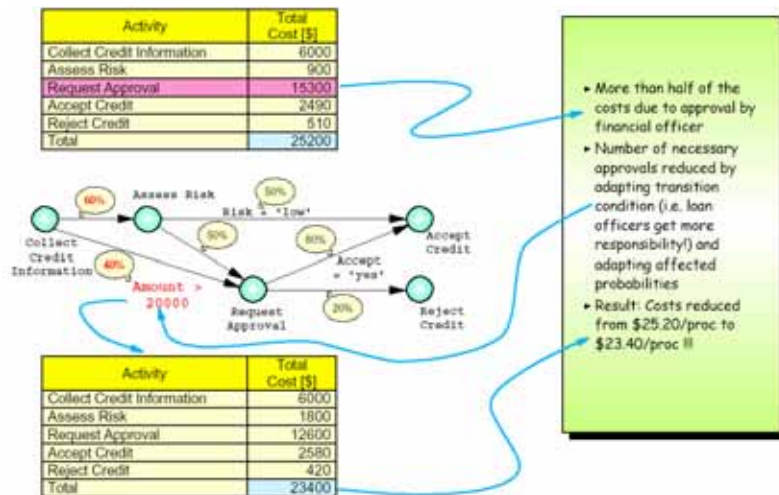 Activity Total Cost [$]
Collect Credit Information 6000
Assess Risk 900
Request Approval 15300
Accept Credit 2490
Reject Credit 510
Total 25200
60%
Assess Risk
50%
Risk = 'low'
Collect
Credit
Information
40%
50%
80%
Accept
= 'yes'
Accept
Credit
Amount >
20000
Request
Approval
20%
Reject
Credit
Activity Total Cost [$]
Collect Credit Information 6000
Assess Risk 1800
Request Approval 12600
Accept Credit 2580
Reject Credit 420
Total 23400
More than half of the
costs due to approval by
financial officer
Number of necessary
approvals reduced by
adapting transition
condition (i.e. loan
officers get more
responsibility!) and
adapting affected
probabilities
Result: Costs reduced
from $25.20/proc to
$23.40/proc !!!